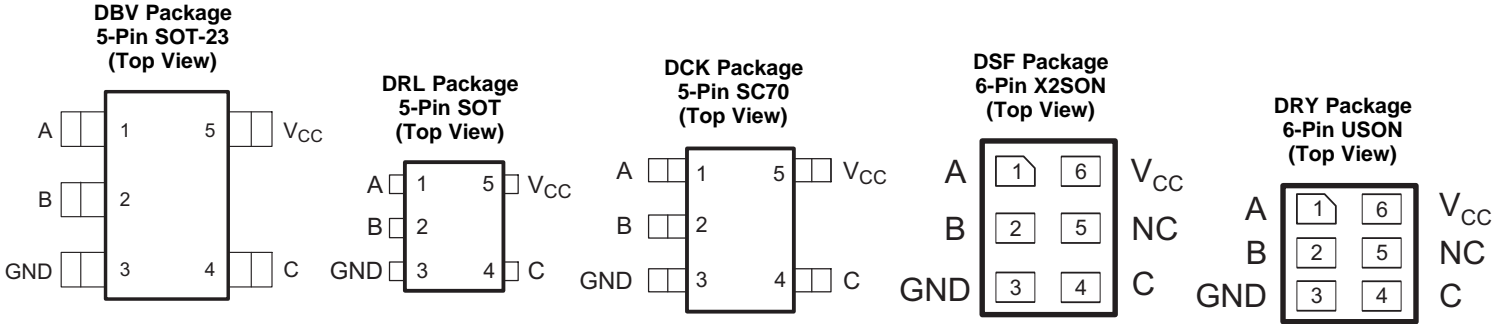 DBV Package
5-Pin SOT-23
(Top View)
A 1 5 VCC
B 2
GND 3 4 C
DRL Package
5-Pin SOT
(Top View)
A 1 5 VCC
B 2
GND 3 4 C
DCK Package
5-Pin SC70
(Top View)
A 1 5 VCC
B 2
GND 3 4 C
DSF Package
6-Pin X2SON
(Top View)
A 1 6 VCC
B 2 5 NC
GND 3 4 C
DRY Package
6-Pin USON
(Top View)
A 1 6 VCC
B 2 5 NC
GND 3 4 C